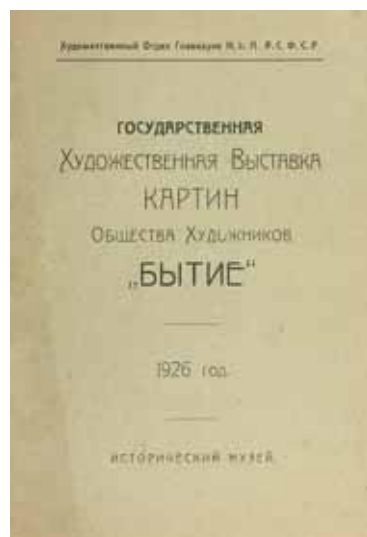 Художественный Отдел Главнауки Н. К. П. Р. С. Ф. С. Р.
ГОСУДАРСТВЕННАЯ
Художественная Выставка
КАРТИН
Общества Художников
„БЫТИЕ“
1926 год.
ИСТОРИЧЕСКИЙ МУЗЕЙ.